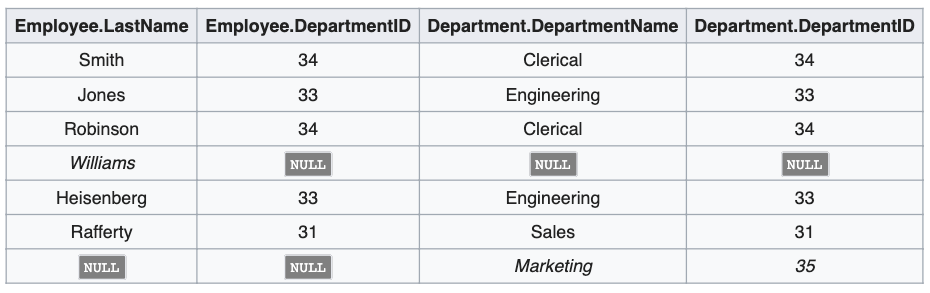 Employee.LastName Employee.DepartmentID Department.DepartmentName Department.DepartmentID
Smith 34 Clerical 34
Jones 33 Engineering 33
Robinson 34 Clerical 34
Williams NULL NULL NULL
Heisenberg 33 Engineering 33
Rafferty 31 Sales 31
NULL NULL Marketing 35